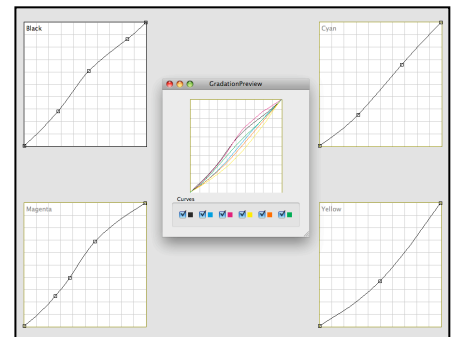 Black
Cyan
GradationPreview
Curves
Magenta
Yellow